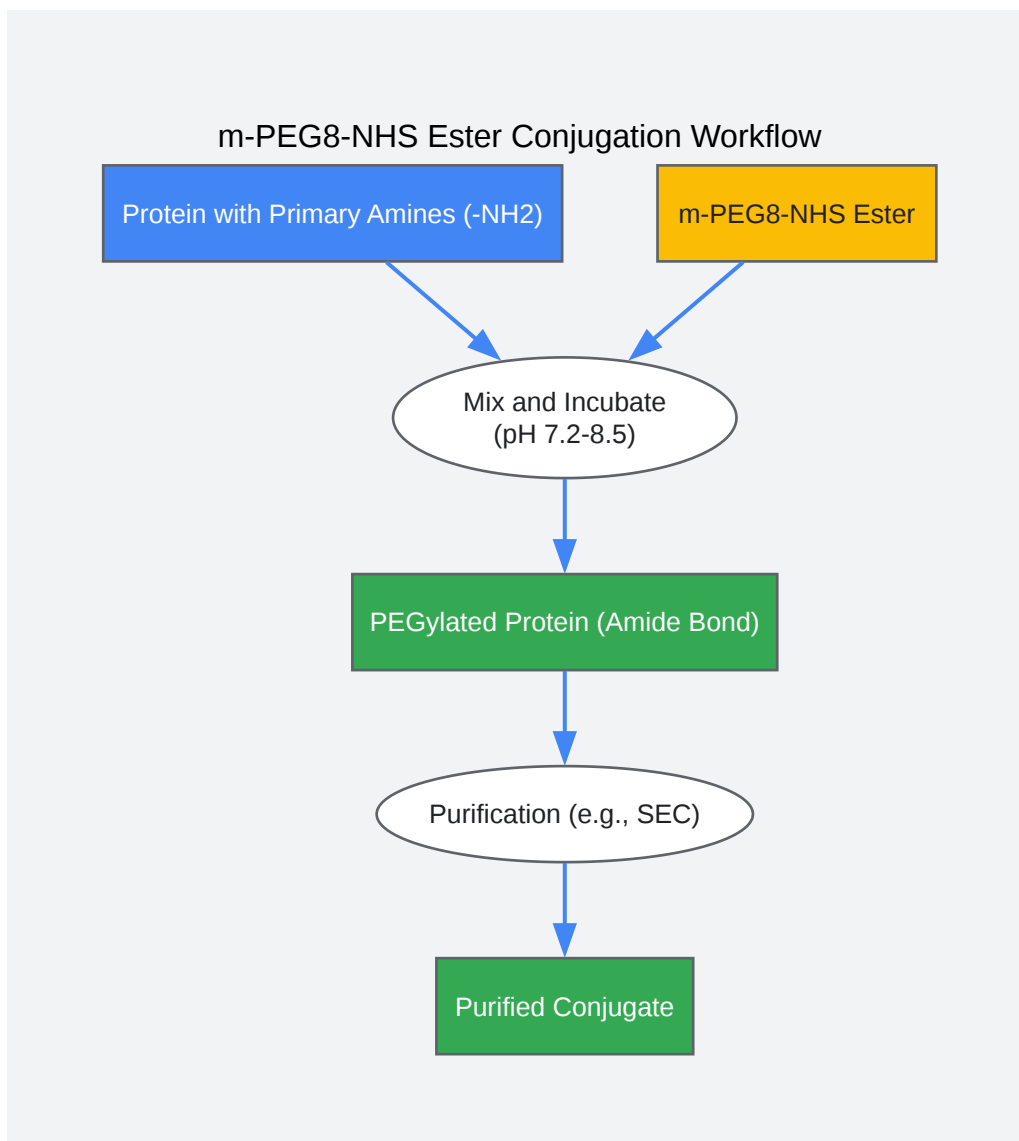 m-PEG8-NHS Ester Conjugation Workflow
Protein with Primary Amines (-NH2)
m-PEG8-NHS Ester
Mix and Incubate
(pH 7.2-8.5)
PEGylated Protein (Amide Bond)
Purification (e.g., SEC)
Purified Conjugate